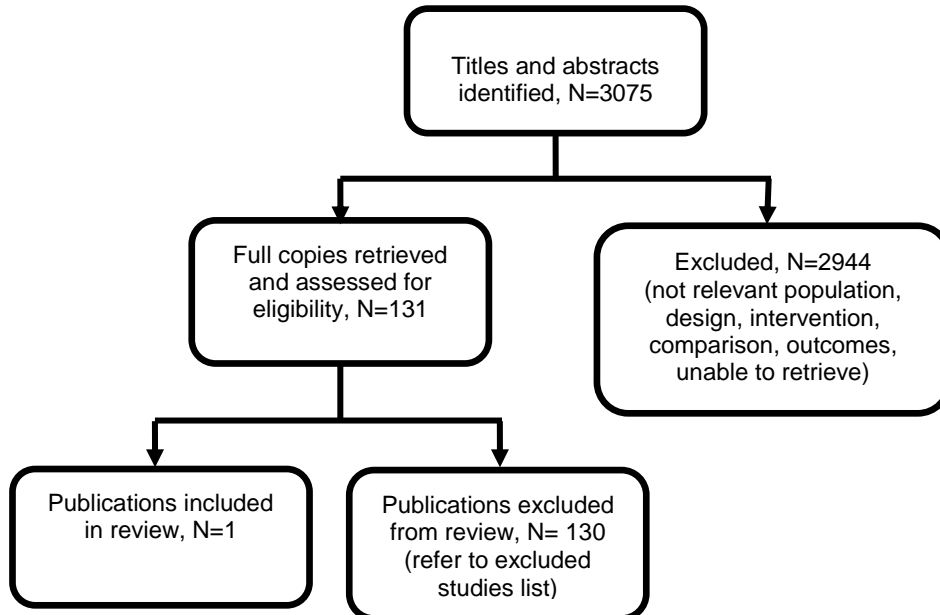 Titles and abstracts
identified, N=3075
Full copies retrieved
and assessed for
eligibility, N=131
Excluded, N=2944
(not relevant population,
design, intervention,
comparison, outcomes,
unable to retrieve)
Publications included
in review, N=1
Publications excluded
from review, N= 130
(refer to excluded
studies list)